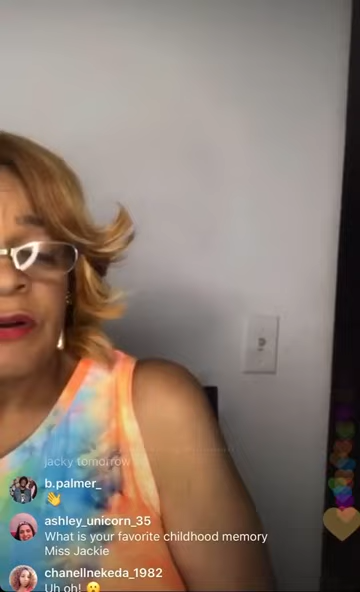 jacky tomorrow
b.palmer_
👋
ashley_unicorn_35
What is your favorite childhood memory
Miss Jackie
chanellnekeda_1982
Uh oh! 😮